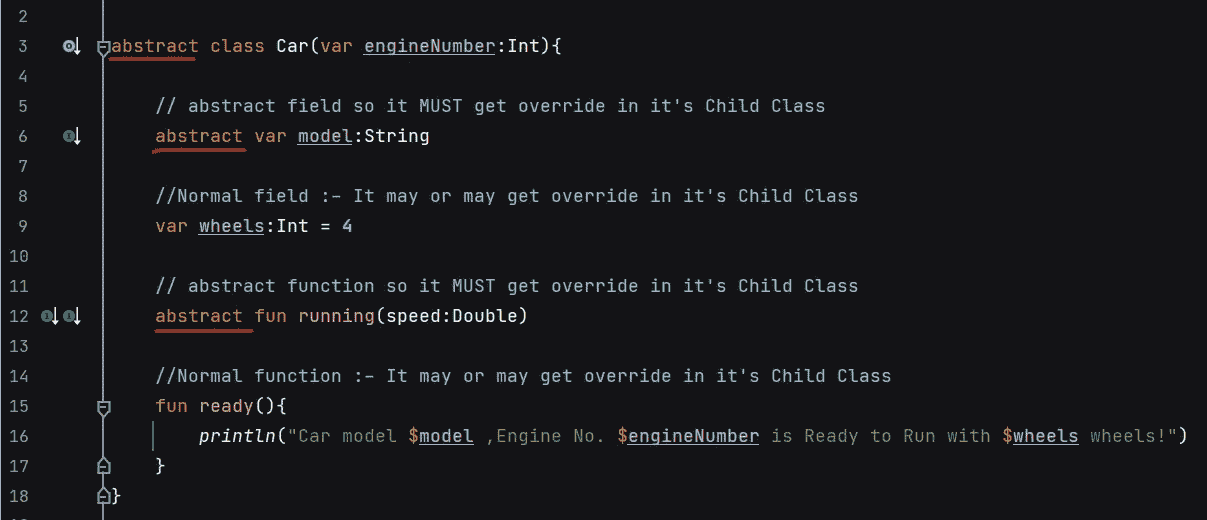 2
3 abstract class Car(var engineNumber:Int){
4
5 // abstract field so it MUST get override in it's Child Class
6 abstract var model:String
7
8 //Normal field :- It may or may get override in it's Child Class
9 var wheels:Int = 4
10
11 // abstract function so it MUST get override in it's Child Class
12 abstract fun running(speed:Double)
13
14 //Normal function :- It may or may get override in it's Child Class
15 fun ready(){
16 println("Car model $model ,Engine No. $engineNumber is Ready to Run with $wheels wheels!")
17 }
18 }